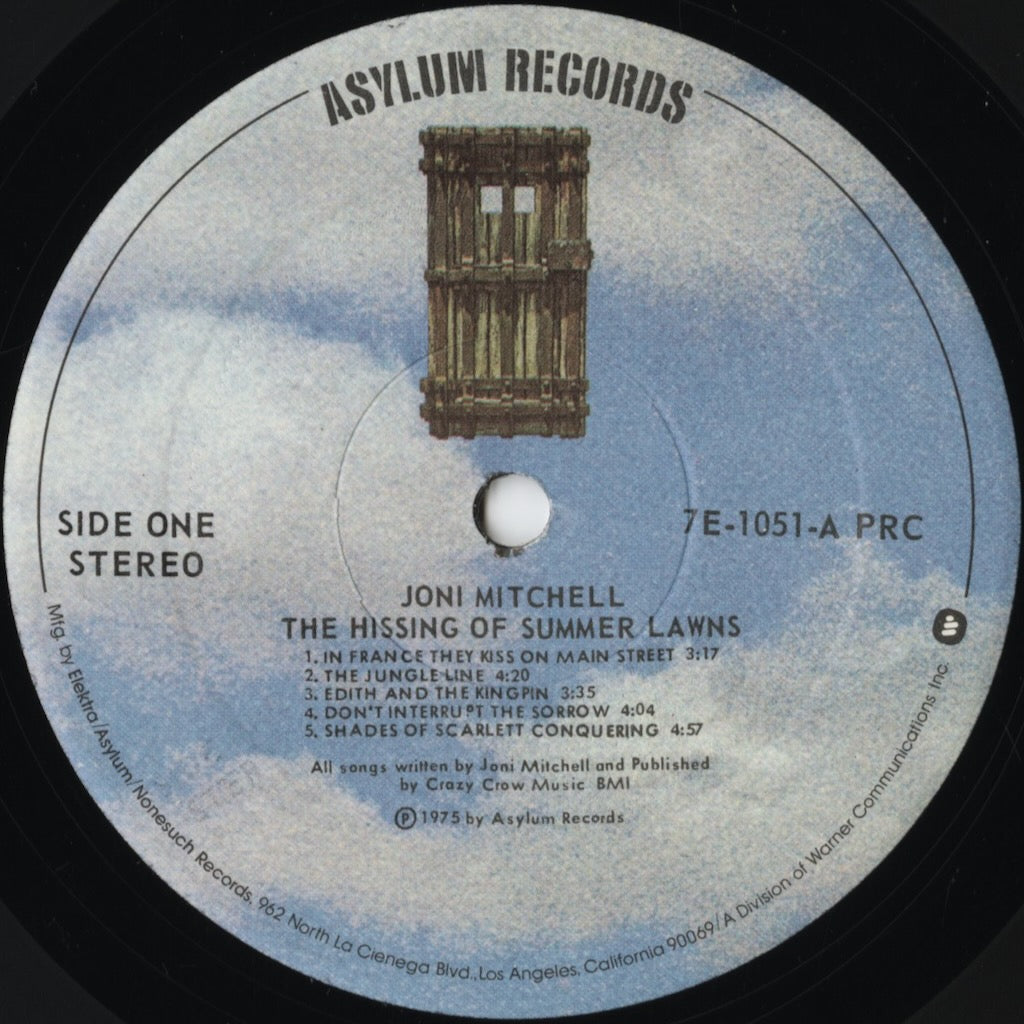 ASYLUM RECORDS
SIDE ONE
STEREO
7E-1051-A PRC
JONI MITCHELL
THE HISSING OF SUMMER LAWNS
1. IN FRANCE THEY KISS ON MAIN STREET 3:17
2. THE JUNGLE LINE 4:20
3. EDITH AND THE KINGPIN 3:35
4. DON'T INTERRUPT THE SORROW 4:04
5. SHADES OF SCARLETT CONQUERING 4:57
All songs written by Joni Mitchell and Published
by Crazy Crow Music BMI
Ⓟ 1975 by Asylum Records
Mfg. by Elektra/Asylum/Nonesuch Records, 962 North La Cienega Blvd., Los Angeles, California 90069/A Division of Warner Communications Inc.